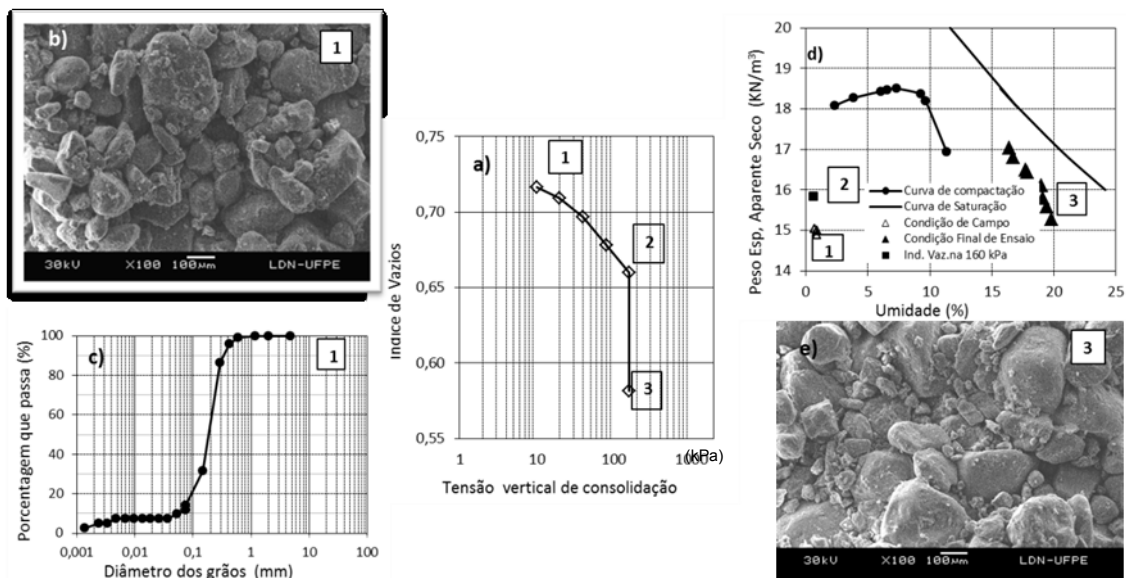 b)
1
30kV X100 100μm LDN-UFPE
c)
1
Porcentagem que passa (%)
100
80
60
40
20
0
0,001 0,01 0,1 1 10 100
Diâmetro dos grãos (mm)
a)
1
2
3
Indice de Vazios
0,75
0,70
0,65
0,60
0,55
1 10 100 1000
(kPa)
Tensão vertical de consolidação
d)
Peso Esp, Aparente Seco (KN/m³)
20
19
18
17
16
15
14
2
1
3
Curva de compactação
Curva de Saturação
Condição de Campo
Condição Final de Ensaio
Ind. Vaz.na 160 kPa
0 5 10 15 20 25
Umidade (%)
e)
3
30kV X100 100μm LDN-UFPE